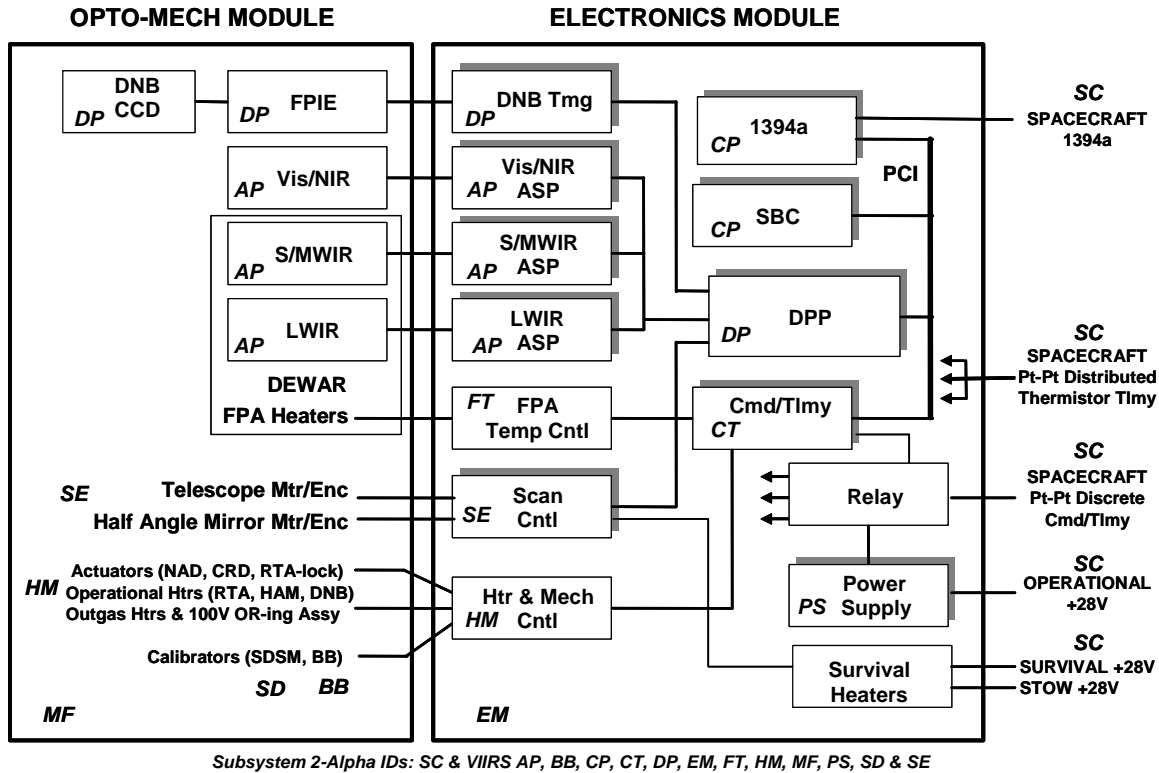 OPTO-MECH MODULE
ELECTRONICS MODULE
DNB
CCD
DP
FPIE
DP
DNB Tmg
DP
1394a
CP
SC
SPACECRAFT
1394a
Vis/NIR
AP
Vis/NIR
ASP
AP
PCI
SBC
CP
S/MWIR
AP
S/MWIR
ASP
AP
LWIR
AP
LWIR
ASP
AP
DPP
DP
DEWAR
FPA Heaters
FT
FPA
Temp Cntl
Cmd/Tlmy
CT
SC
SPACECRAFT
Pt-Pt Distributed
Thermistor Tlmy
SE
Telescope Mtr/Enc
Half Angle Mirror Mtr/Enc
Scan
Cntl
SE
Relay
SC
SPACECRAFT
Pt-Pt Discrete
Cmd/Tlmy
HM
Actuators (NAD, CRD, RTA-lock)
Operational Htrs (RTA, HAM, DNB)
Outgas Htrs & 100V OR-ing Assy
Htr & Mech
Cntl
HM
Power
Supply
PS
SC
OPERATIONAL
+28V
Calibrators (SDSM, BB)
SD
BB
Survival
Heaters
SC
SURVIVAL +28V
STOW +28V
MF
EM
Subsystem 2-Alpha IDs: SC & VIIRS AP, BB, CP, CT, DP, EM, FT, HM, MF, PS, SD & SE